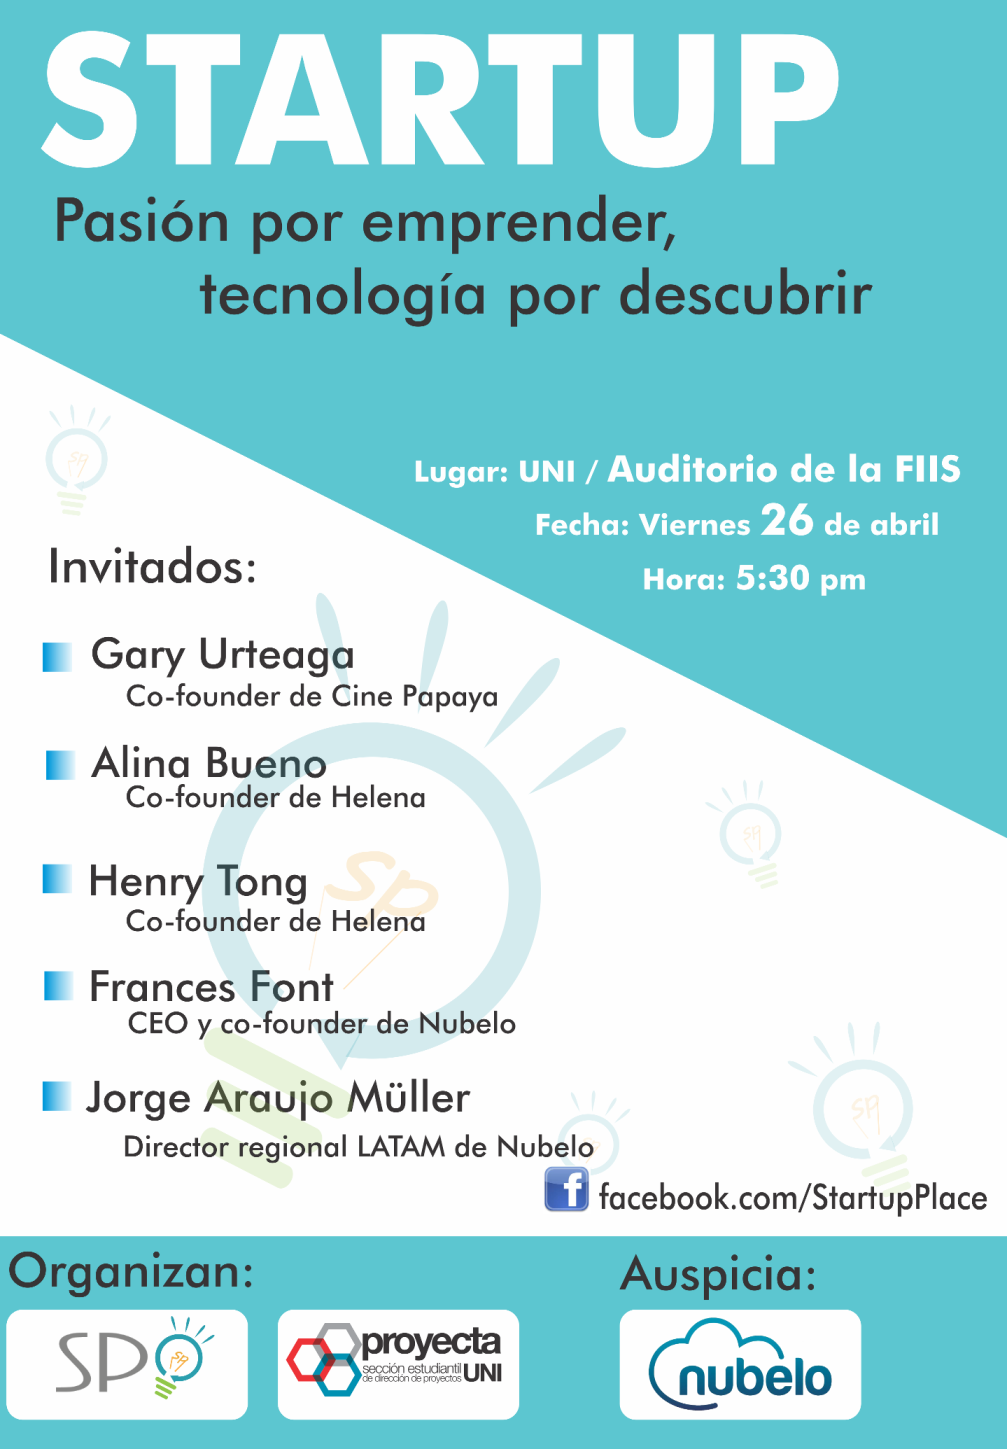 STARTUP
Pasión por emprender,
tecnología por descubrir
Lugar: UNI / Auditorio de la FIIS
Fecha: Viernes 26 de abril
Hora: 5:30 pm
Invitados:
Gary Urteaga
Co-founder de Cine Papaya
Alina Bueno
Co-founder de Helena
Henry Tong
Co-founder de Helena
Frances Font
CEO y co-founder de Nubelo
Jorge Araujo Müller
Director regional LATAM de Nubelo
facebook.com/StartupPlace
Organizan:
SP
proyecta
sección estudiantil
de dirección de proyectos UNI
Auspicia:
nubelo